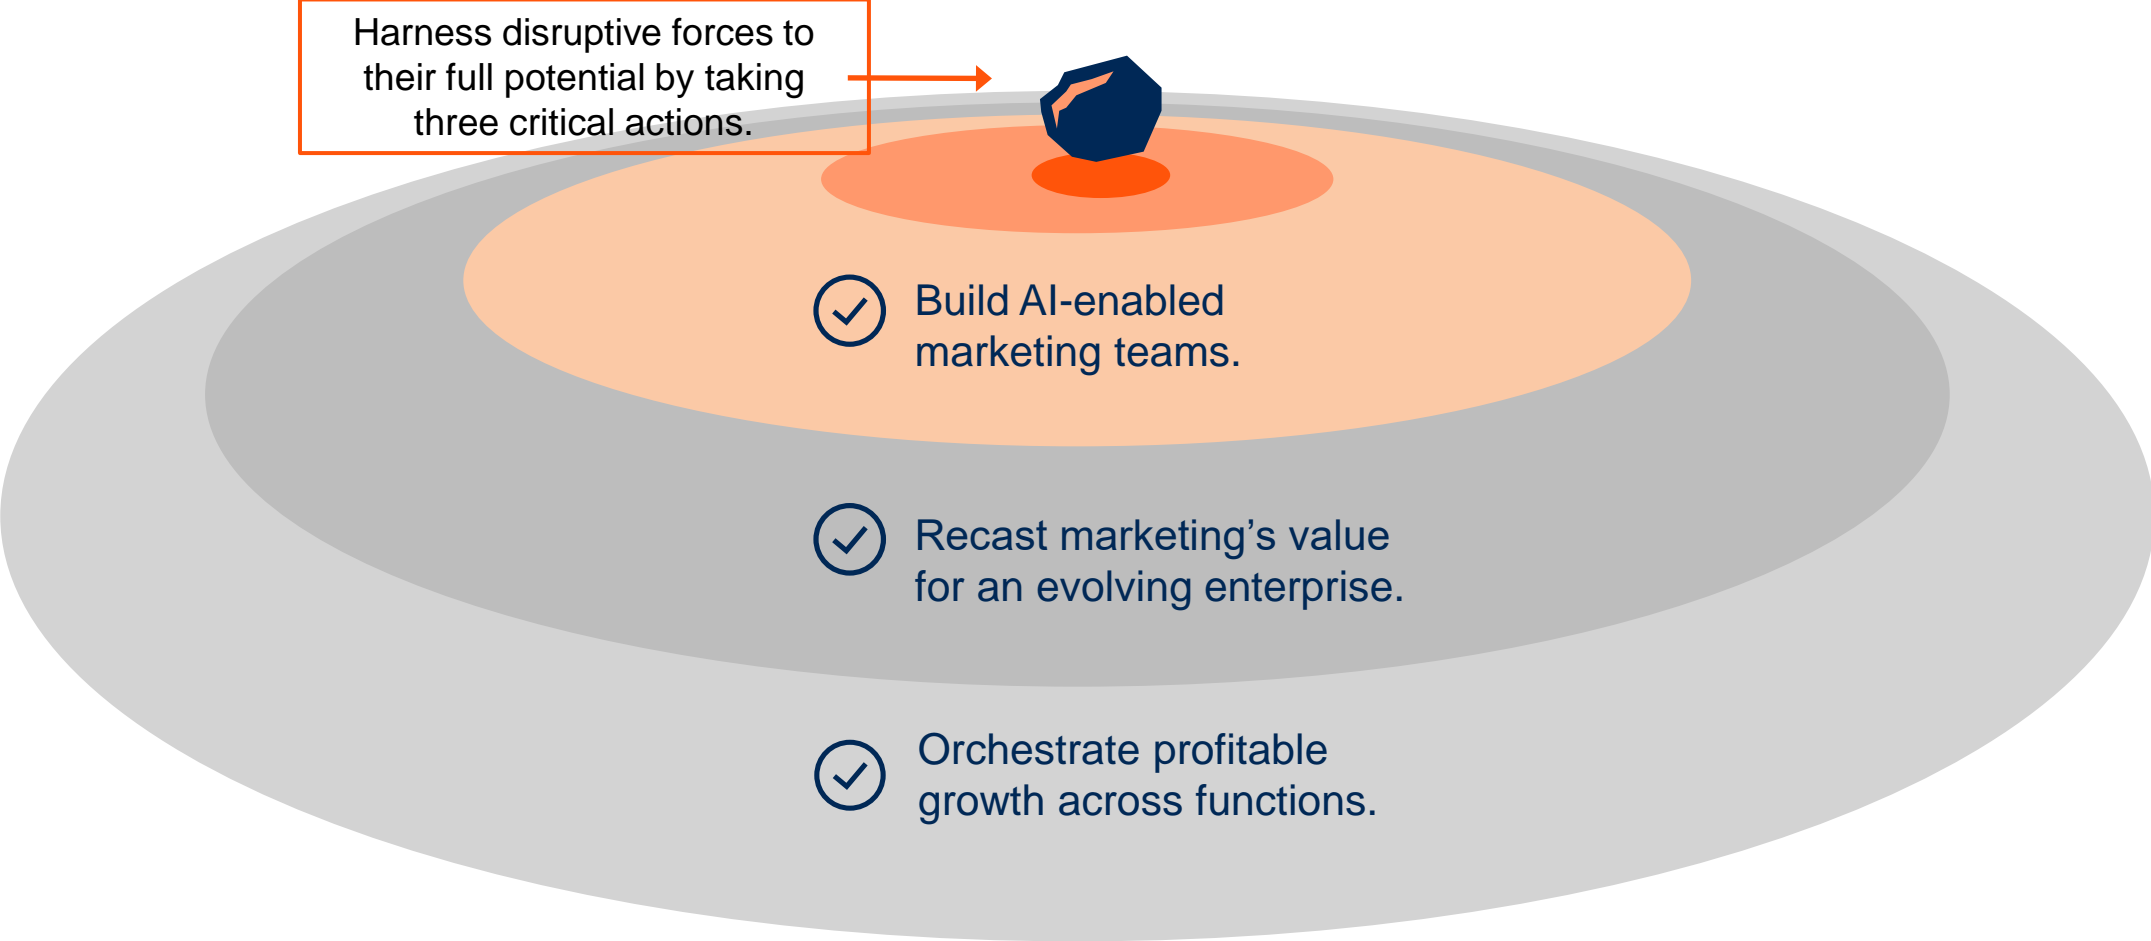 Harness disruptive forces to
their full potential by taking
three critical actions.
Build AI-enabled
marketing teams.
Recast marketing’s value
for an evolving enterprise.
Orchestrate profitable
growth across functions.